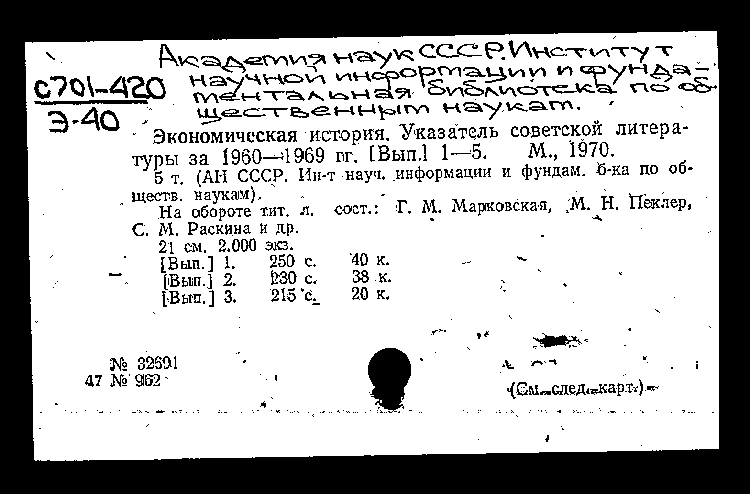 Академия наук СССР. Институт
научной информации и фунда-
ментальная библиотека по об-
щественным наукам.
С701-420
Э-40
Экономическая история. Указатель советской литера-
туры за 1960—1969 гг. [Вып.] 1—5. М., 1970.
5 т. (АН СССР. Ин-т науч. информации и фундам. б-ка по об-
ществ. наукам).
На обороте тит. л. сост.: Г. М. Марковская, М. Н. Пеклер,
С. М. Раскина и др.
21 см. 2.000 экз.
[Вып.] 1. 250 с. 40 к.
[Вып.] 2. 230 с. 38 к.
[Вып.] 3. 215 с. 20 к.
№ 32691
47 № 962
(См. след. карт.)